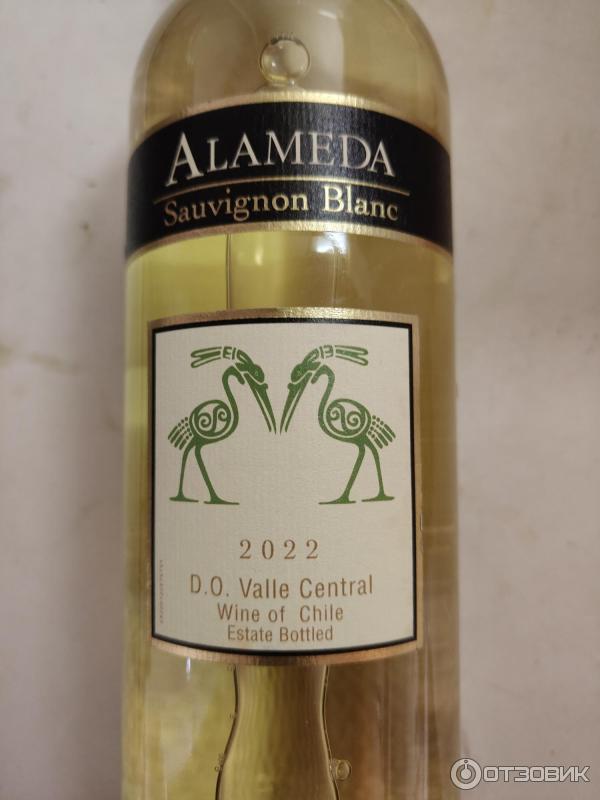 ALAMEDA
Sauvignon Blanc
2022
D.O. Valle Central
Wine of Chile
Estate Bottled
ОТЗОВИК